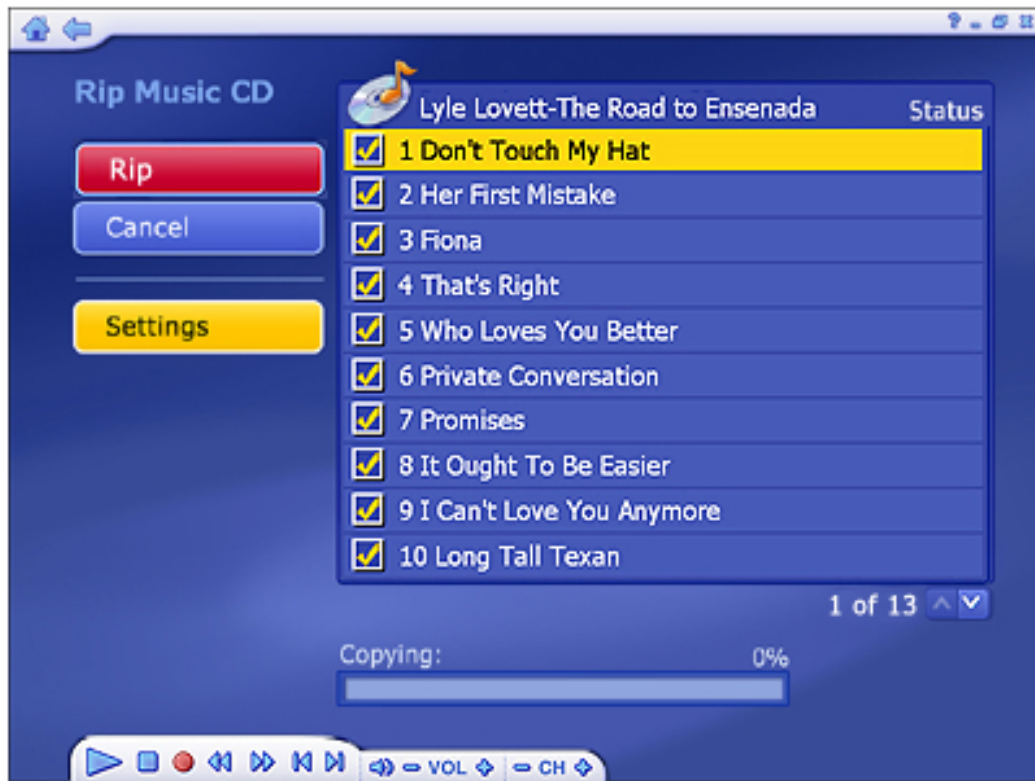 ?
Rip Music CD
Lyle Lovett-The Road to Ensenada
Status
Rip
Cancel
Settings
1 Don't Touch My Hat
2 Her First Mistake
3 Fiona
4 That's Right
5 Who Loves You Better
6 Private Conversation
7 Promises
8 It Ought To Be Easier
9 I Can't Love You Anymore
10 Long Tall Texan
1 of 13
Copying: 0%
VOL CH